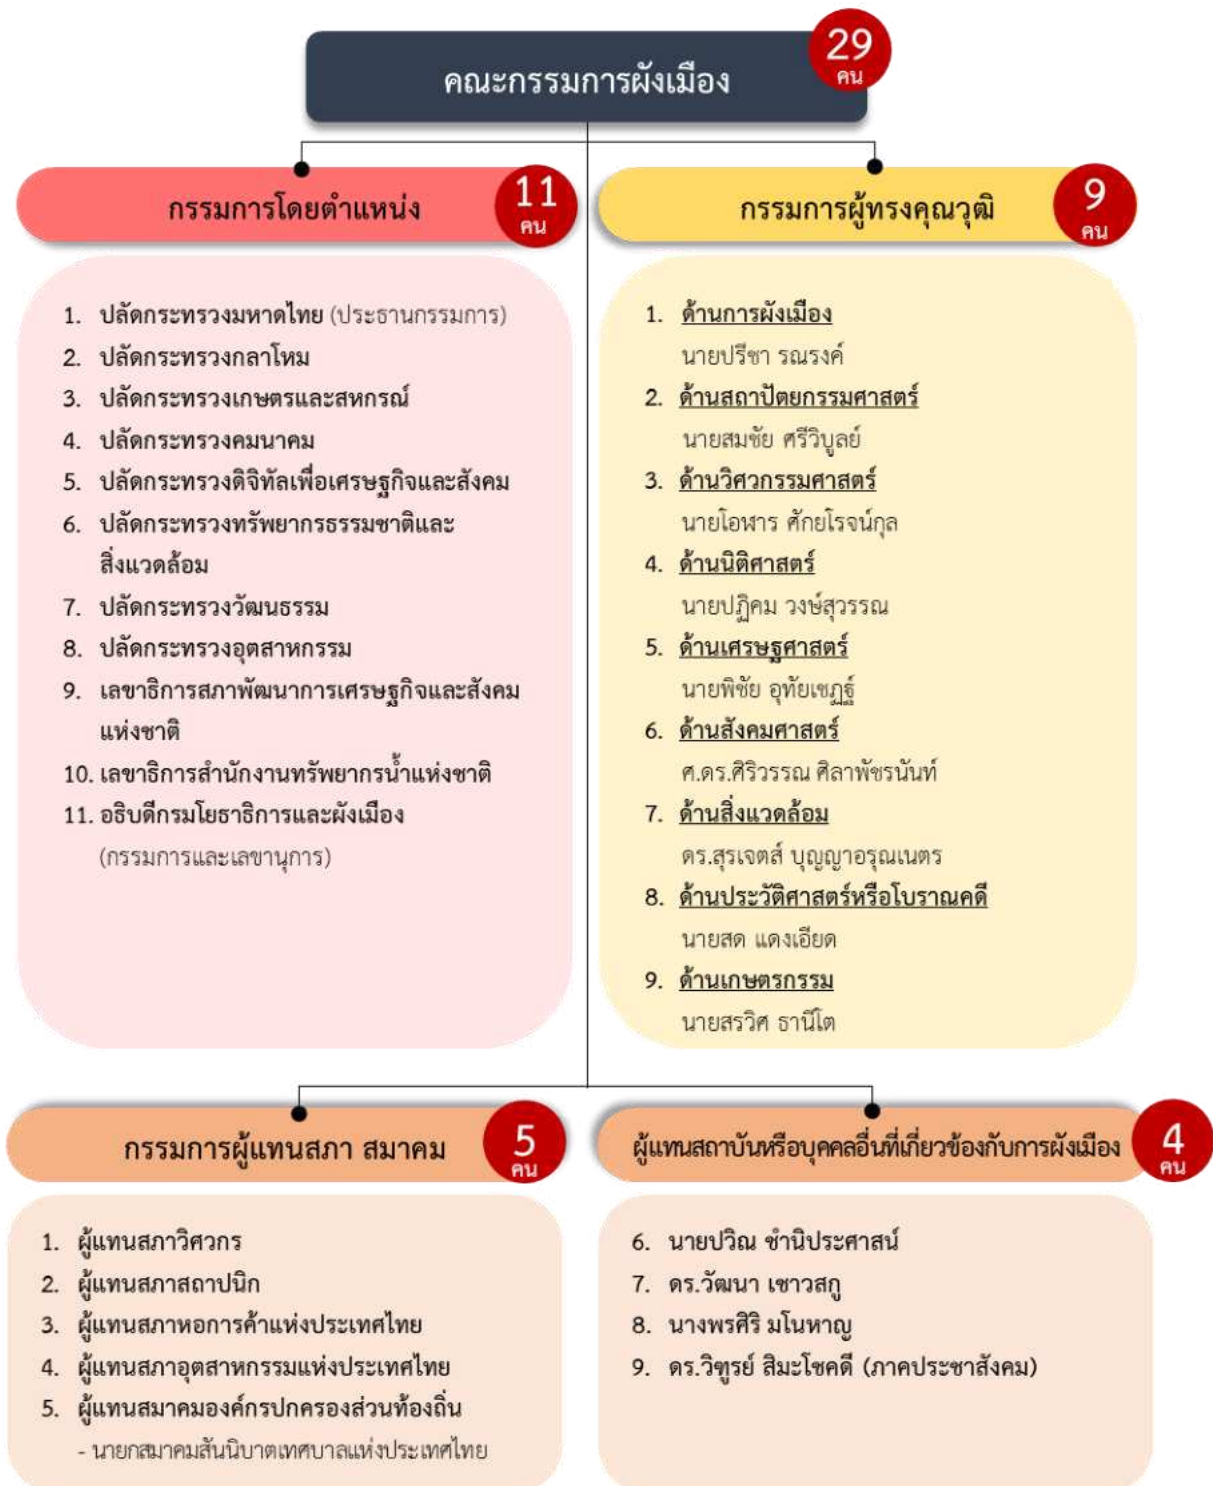 คณะกรรมการผังเมือง
29
คน
กรรมการโดยตำแหน่ง
11
คน
1. ปลัดกระทรวงมหาดไทย (ประธานกรรมการ)
2. ปลัดกระทรวงกลาโหม
3. ปลัดกระทรวงเกษตรและสหกรณ์
4. ปลัดกระทรวงคมนาคม
5. ปลัดกระทรวงดิจิทัลเพื่อเศรษฐกิจและสังคม
6. ปลัดกระทรวงทรัพยากรธรรมชาติและ
สิ่งแวดล้อม
7. ปลัดกระทรวงวัฒนธรรม
8. ปลัดกระทรวงอุตสาหกรรม
9. เลขาธิการสภาพัฒนาการเศรษฐกิจและสังคม
แห่งชาติ
10. เลขาธิการสำนักงานทรัพยากรน้ำแห่งชาติ
11. อธิบดีกรมโยธาธิการและผังเมือง
(กรรมการและเลขานุการ)
กรรมการผู้ทรงคุณวุฒิ
9
คน
1. ด้านการผังเมือง
นายปรีชา รณรงค์
2. ด้านสถาปัตยกรรมศาสตร์
นายสมชัย ศรีวิบูลย์
3. ด้านวิศวกรรมศาสตร์
นายโอฬาร ศักยโรจน์กุล
4. ด้านนิติศาสตร์
นายปฏิคม วงษ์สุวรรณ
5. ด้านเศรษฐศาสตร์
นายพิชัย อุทัยเชฏฐ์
6. ด้านสังคมศาสตร์
ศ.ดร.ศิริวรรณ ศิลาพัชรนันท์
7. ด้านสิ่งแวดล้อม
ดร.สุรเจตส์ บุญญาอรุณเนตร
8. ด้านประวัติศาสตร์หรือโบราณคดี
นายสด แดงเอียด
9. ด้านเกษตรกรรม
นายสรวิศ ธานีโต
กรรมการผู้แทนสภา สมาคม
5
คน
1. ผู้แทนสภาวิศวกร
2. ผู้แทนสภาสถาปนิก
3. ผู้แทนสภาหอการค้าแห่งประเทศไทย
4. ผู้แทนสภาอุตสาหกรรมแห่งประเทศไทย
5. ผู้แทนสมาคมองค์กรปกครองส่วนท้องถิ่น
- นายกสมาคมสันนิบาตเทศบาลแห่งประเทศไทย
ผู้แทนสถาบันหรือบุคคลอื่นที่เกี่ยวข้องกับการผังเมือง
4
คน
6. นายปวิณ ชำนิประศาสน์
7. ดร.วัฒนา เชาวสกู
8. นางพรศิริ มโนหาญ
9. ดร.วิฑูรย์ สิมะโชคดี (ภาคประชาสังคม)